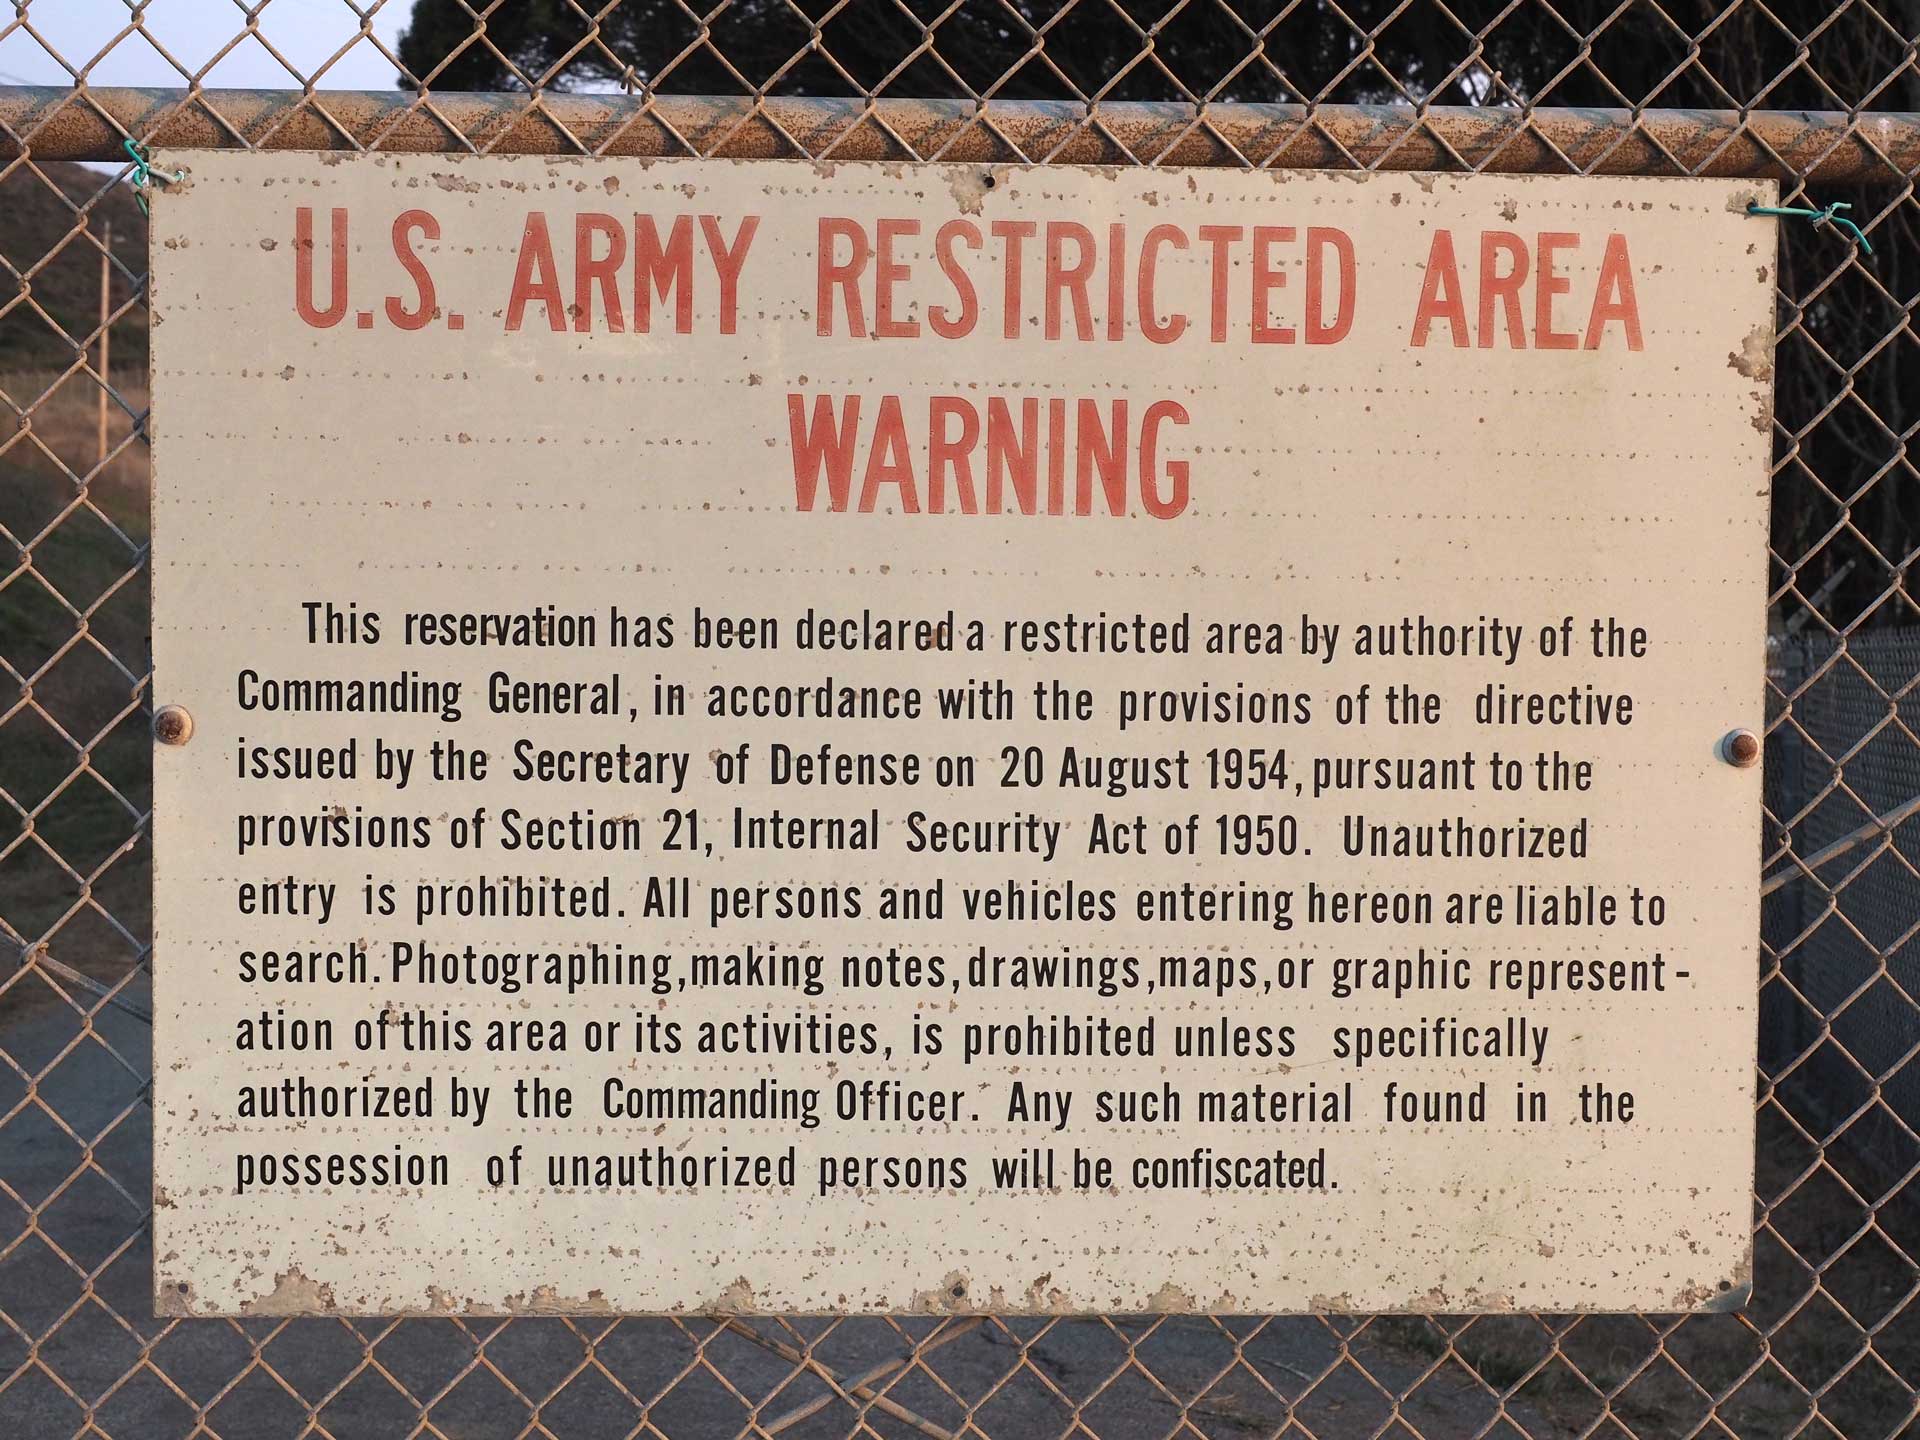 U.S. ARMY RESTRICTED AREA
WARNING
This reservation has been declared a restricted area by authority of the
Commanding General, in accordance with the provisions of the directive
issued by the Secretary of Defense on 20 August 1954, pursuant to the
provisions of Section 21, Internal Security Act of 1950. Unauthorized
entry is prohibited. All persons and vehicles entering hereon are liable to
search. Photographing, making notes, drawings, maps, or graphic represent-
ation of this area or its activities, is prohibited unless specifically
authorized by the Commanding Officer. Any such material found in the
possession of unauthorized persons will be confiscated.